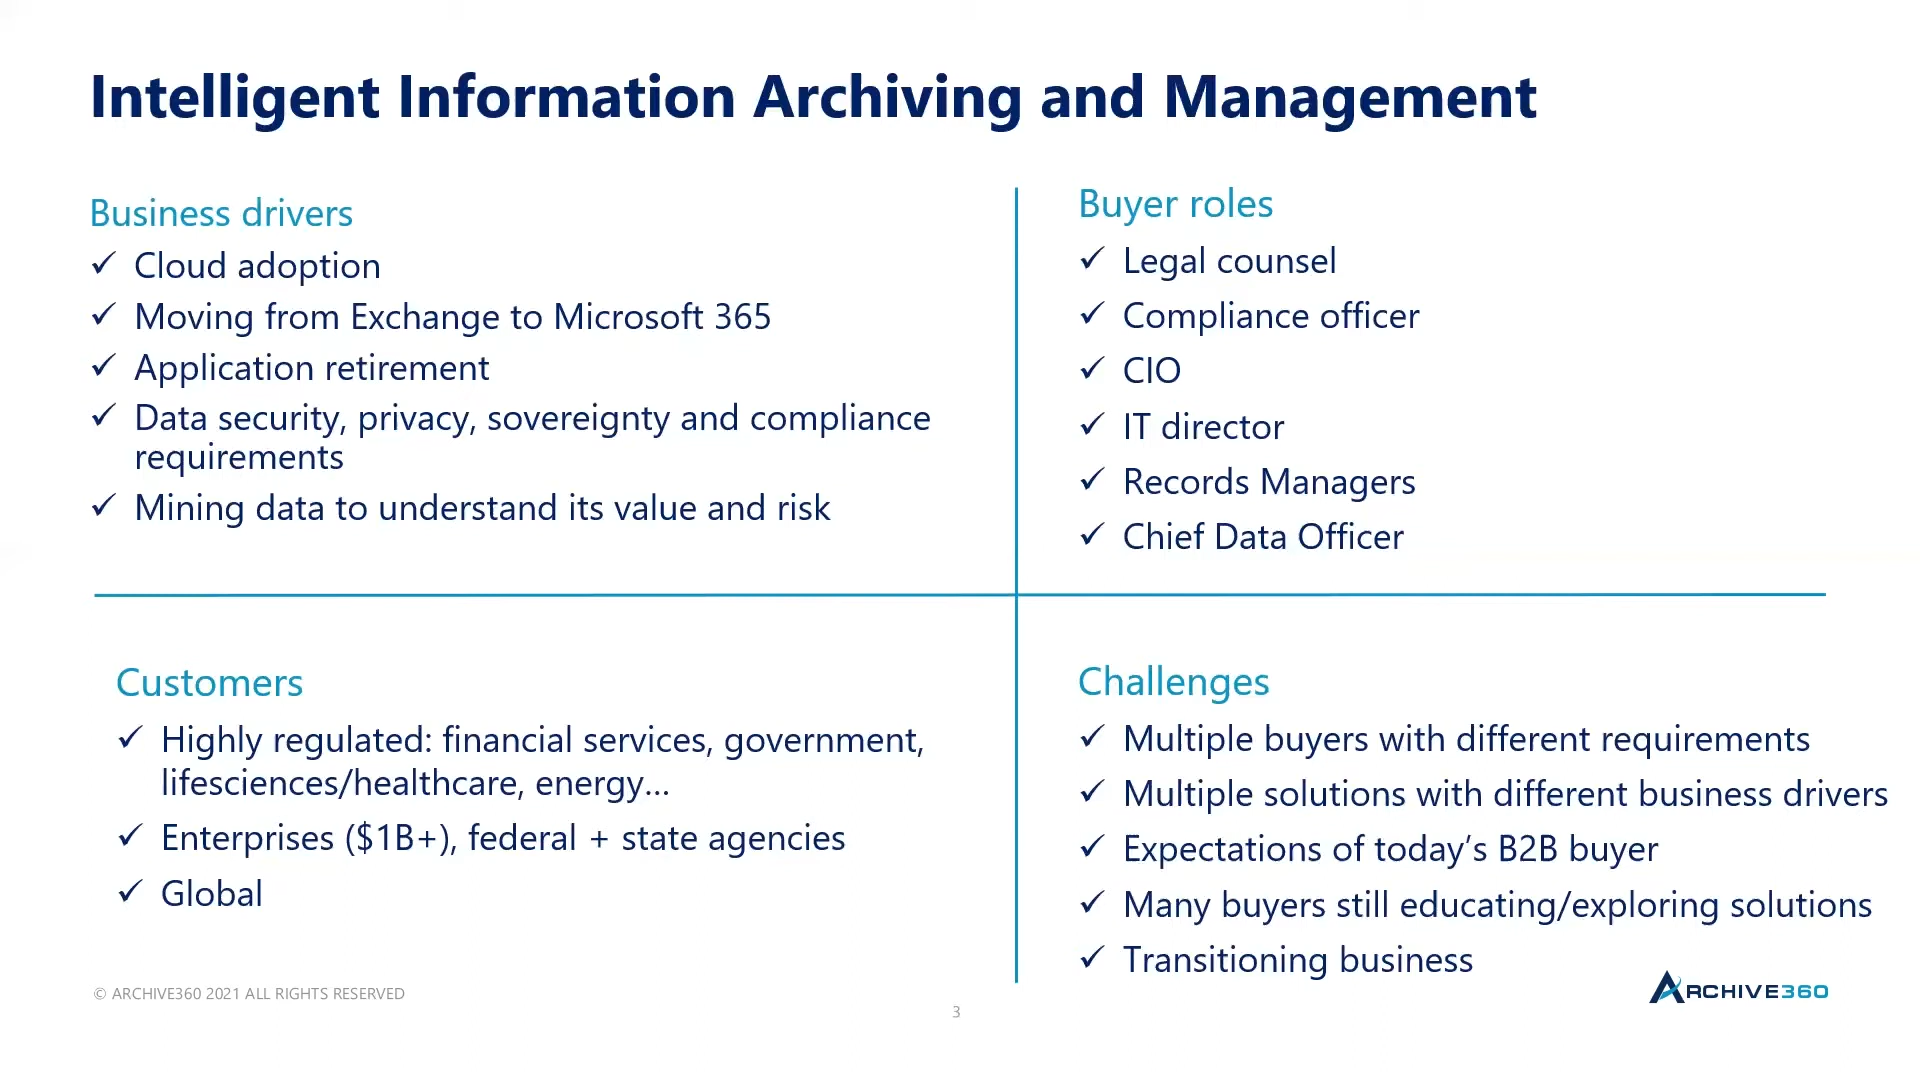 Intelligent Information Archiving and Management
Business drivers
✓ Cloud adoption
✓ Moving from Exchange to Microsoft 365
✓ Application retirement
✓ Data security, privacy, sovereignty and compliance
requirements
✓ Mining data to understand its value and risk
Buyer roles
✓ Legal counsel
✓ Compliance officer
✓ CIO
✓ IT director
✓ Records Managers
✓ Chief Data Officer
Customers
✓ Highly regulated: financial services, government,
lifesciences/healthcare, energy...
✓ Enterprises ($1B+), federal + state agencies
✓ Global
Challenges
✓ Multiple buyers with different requirements
✓ Multiple solutions with different business drivers
✓ Expectations of today’s B2B buyer
✓ Many buyers still educating/exploring solutions
✓ Transitioning business
© ARCHIVE360 2021 ALL RIGHTS RESERVED
3
ARCHIVE360